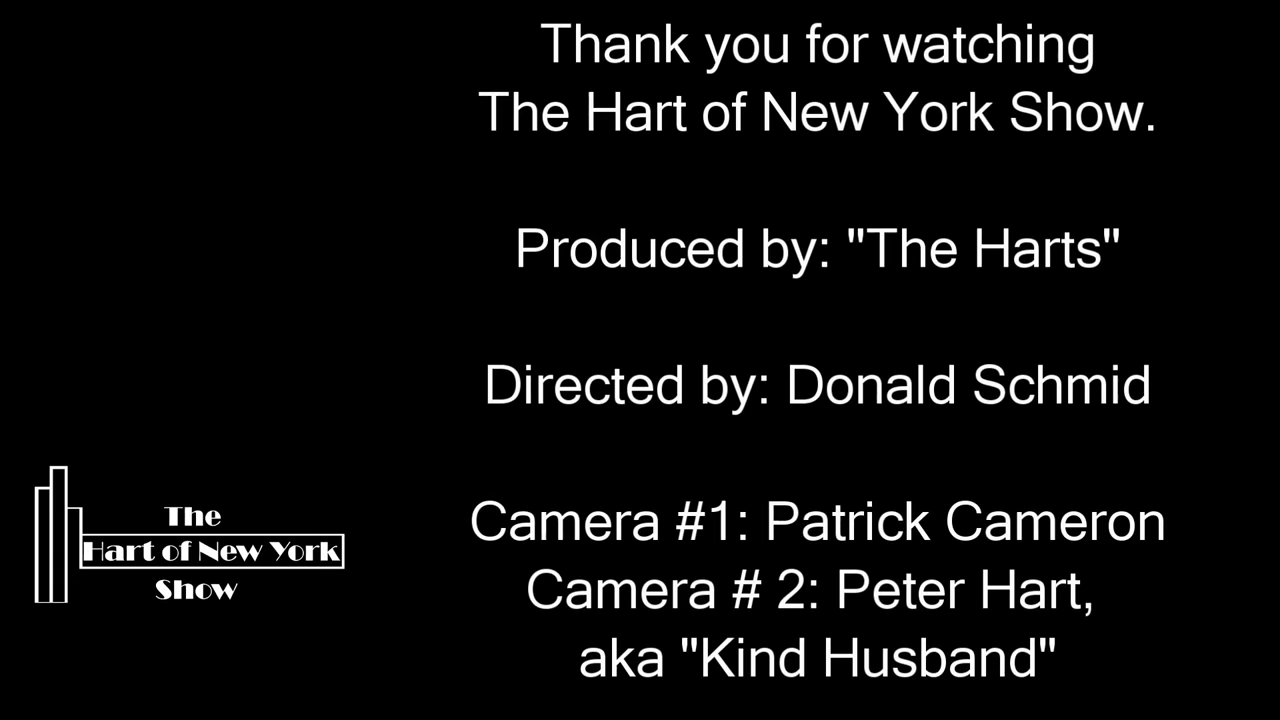 Thank you for watching
The Hart of New York Show.
Produced by: "The Harts"
Directed by: Donald Schmid
Camera #1: Patrick Cameron
Camera # 2: Peter Hart,
aka "Kind Husband"
The
Hart of New York
Show